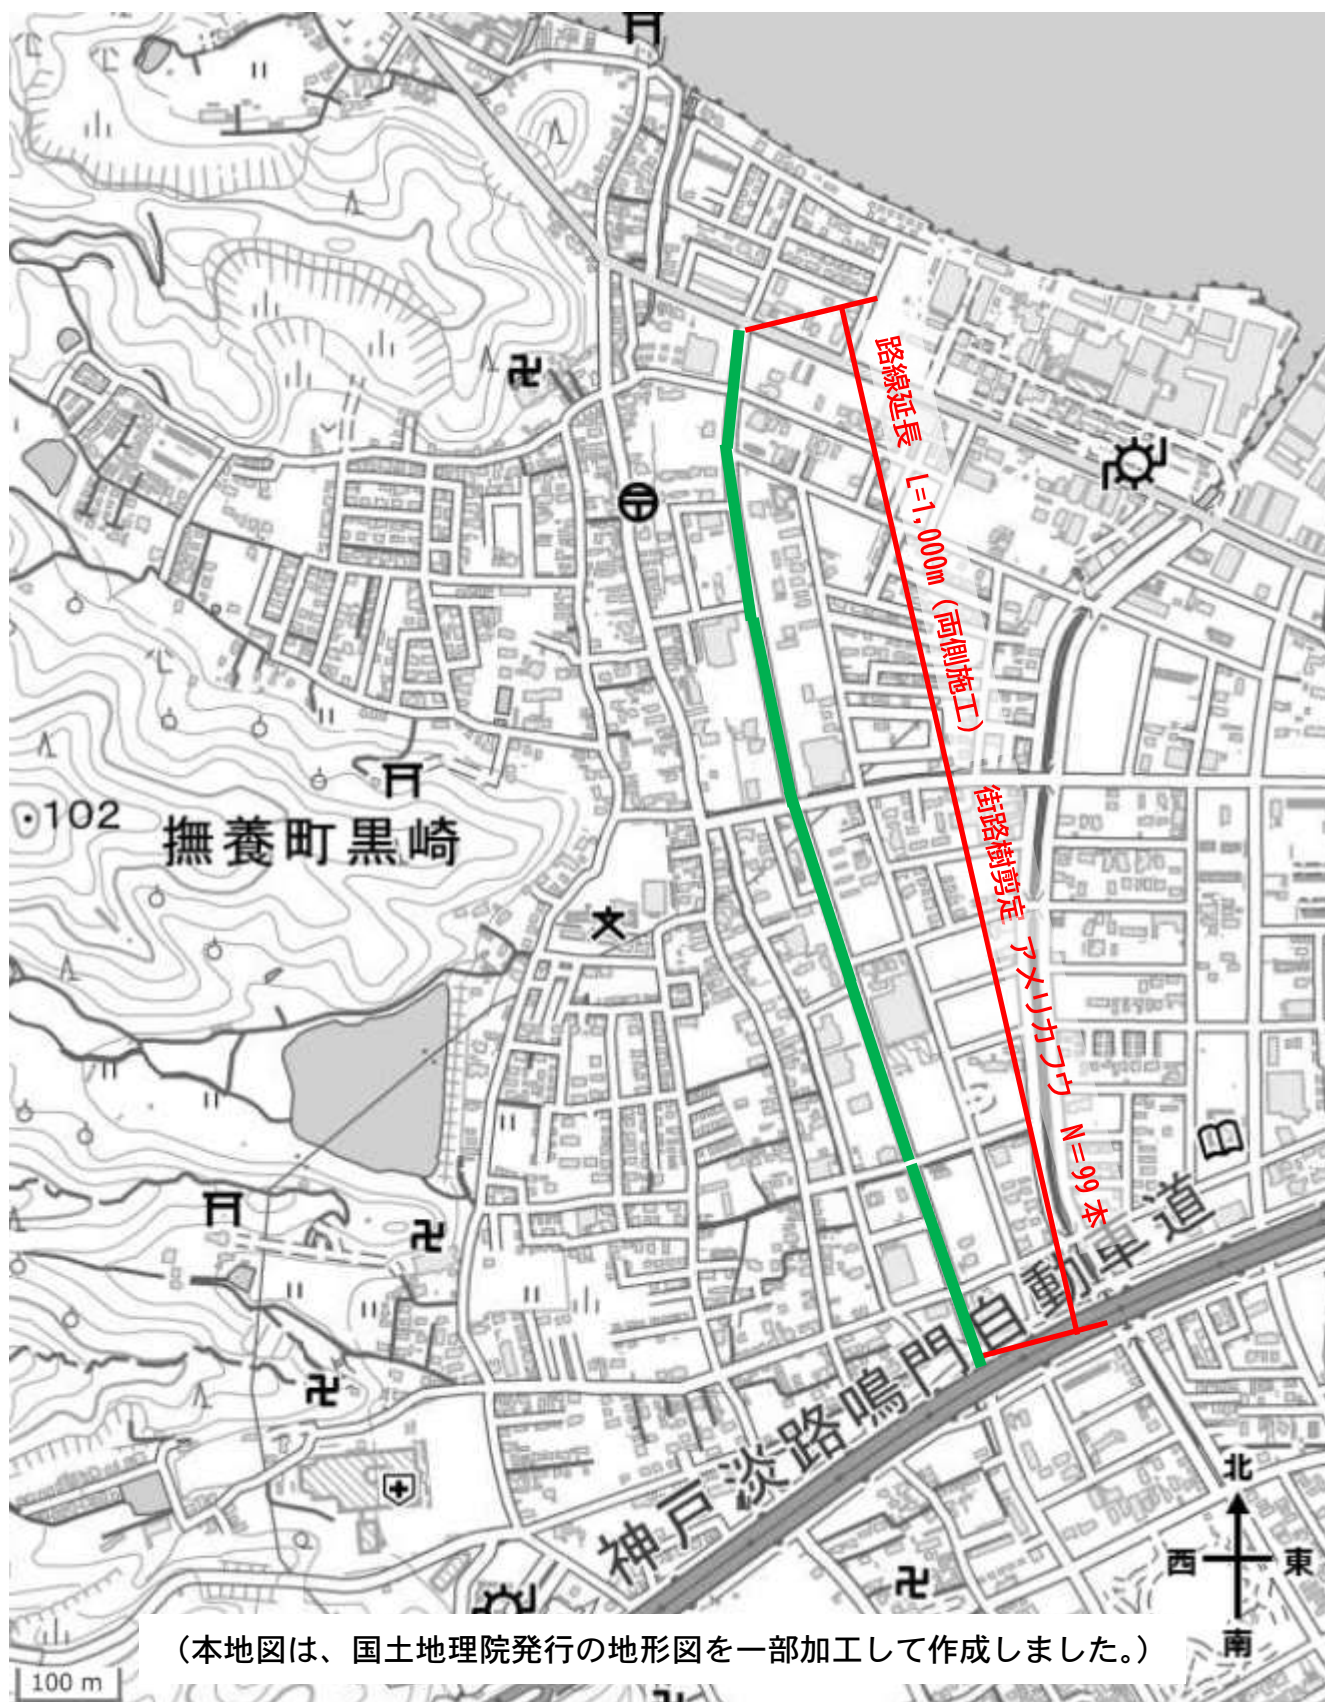 路線延長 L=1,000m (両側施工)
街路樹剪定 アメリカフウ N=99本
・102
撫養町黒崎
神戸淡路鳴門自動車道
北
西 東
南
（本地図は、国土地理院発行の地形図を一部加工して作成しました。）
100 m